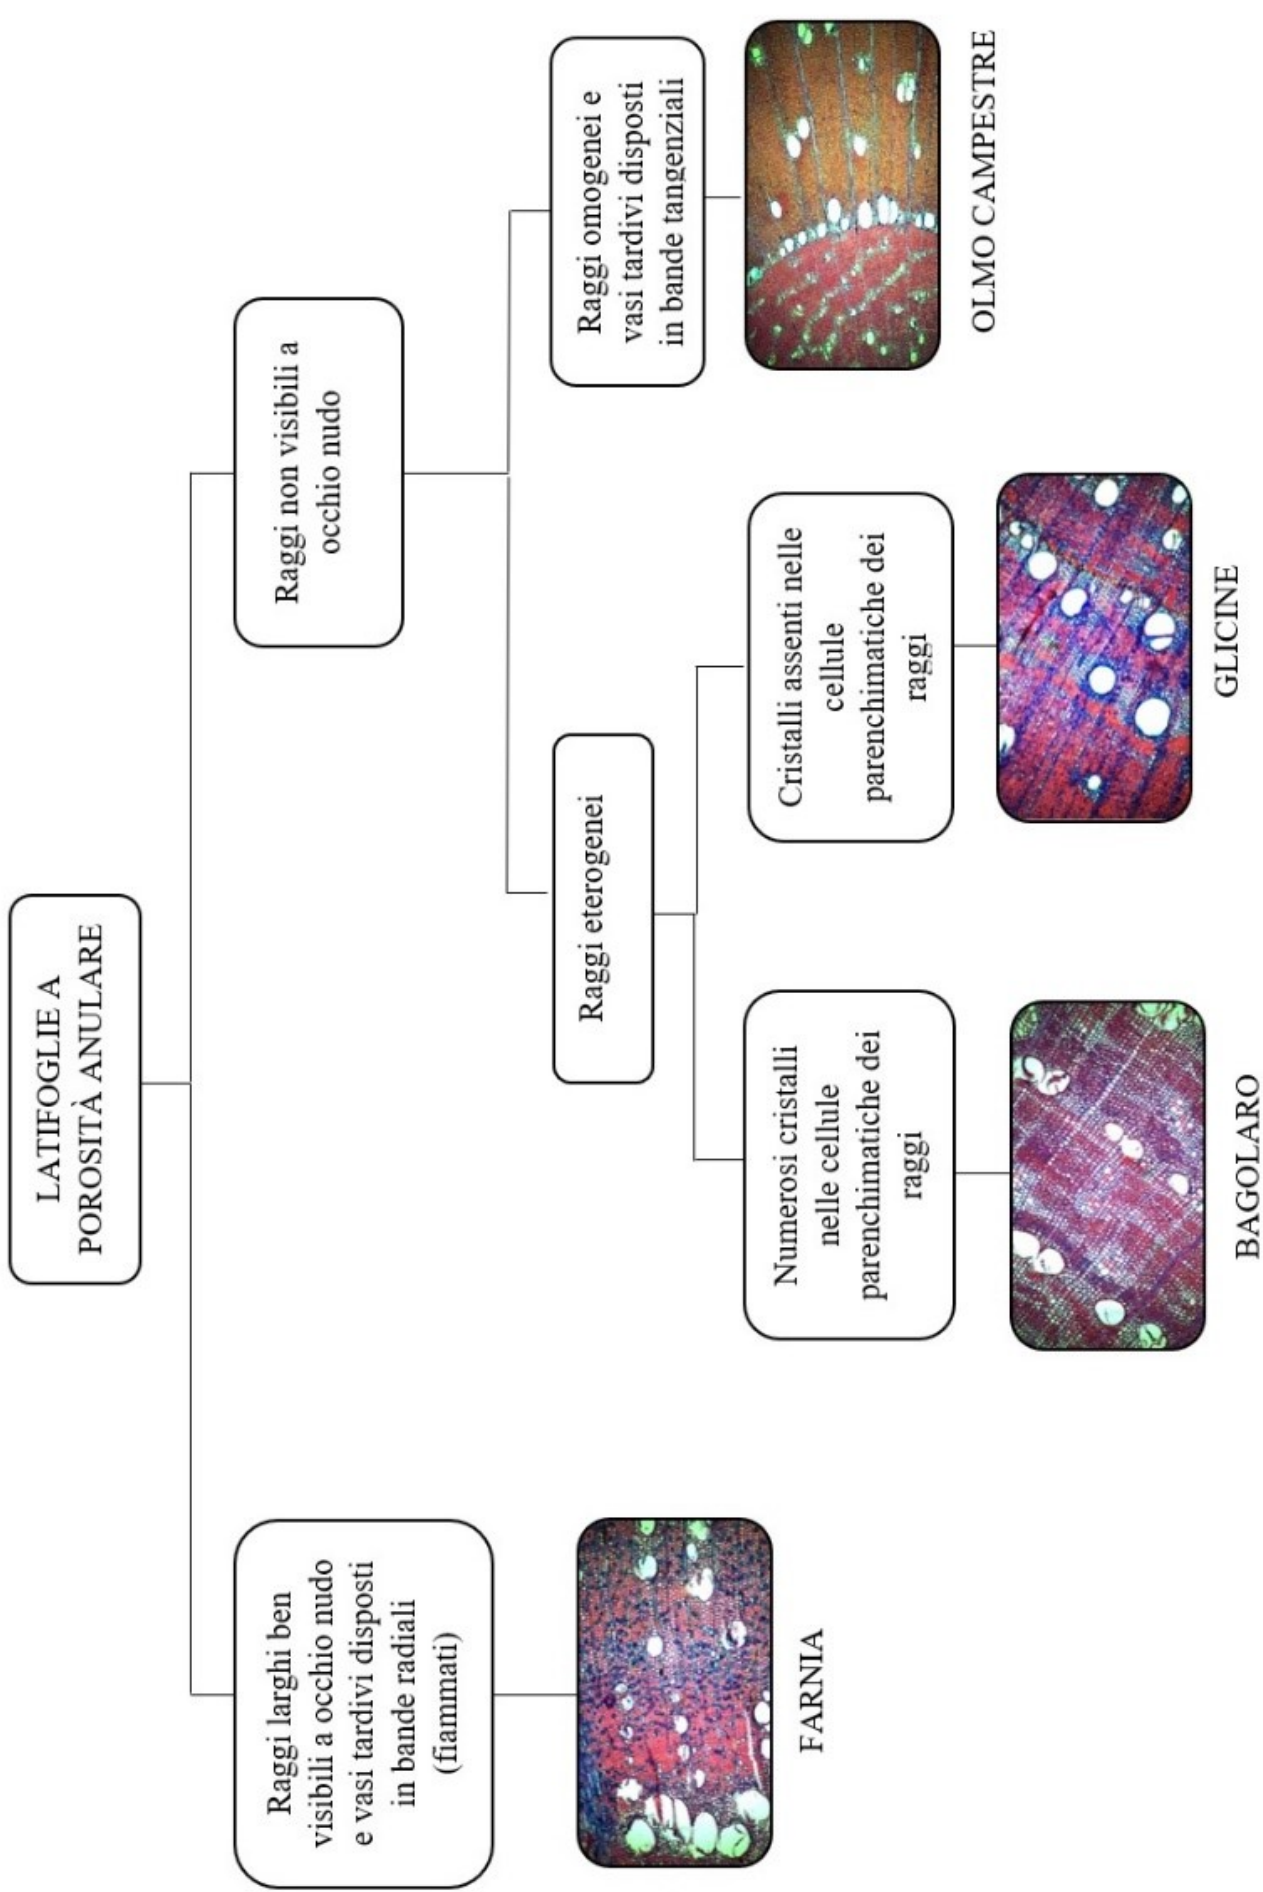 LATIFOGLIE A
POROSITÀ ANULARE
Raggi larghi ben
visibili a occhio nudo
e vasi tardivi disposti
in bande radiali
(fiammati)
FARNIA
Raggi non visibili a
occhio nudo
Raggi eterogenei
Numerosi cristalli
nelle cellule
parenchimatiche dei
raggi
BAGOLARO
Cristalli assenti nelle
cellule
parenchimatiche dei
raggi
GLICINE
Raggi omogenei e
vasi tardivi disposti
in bande tangenziali
OLMO CAMPESTRE